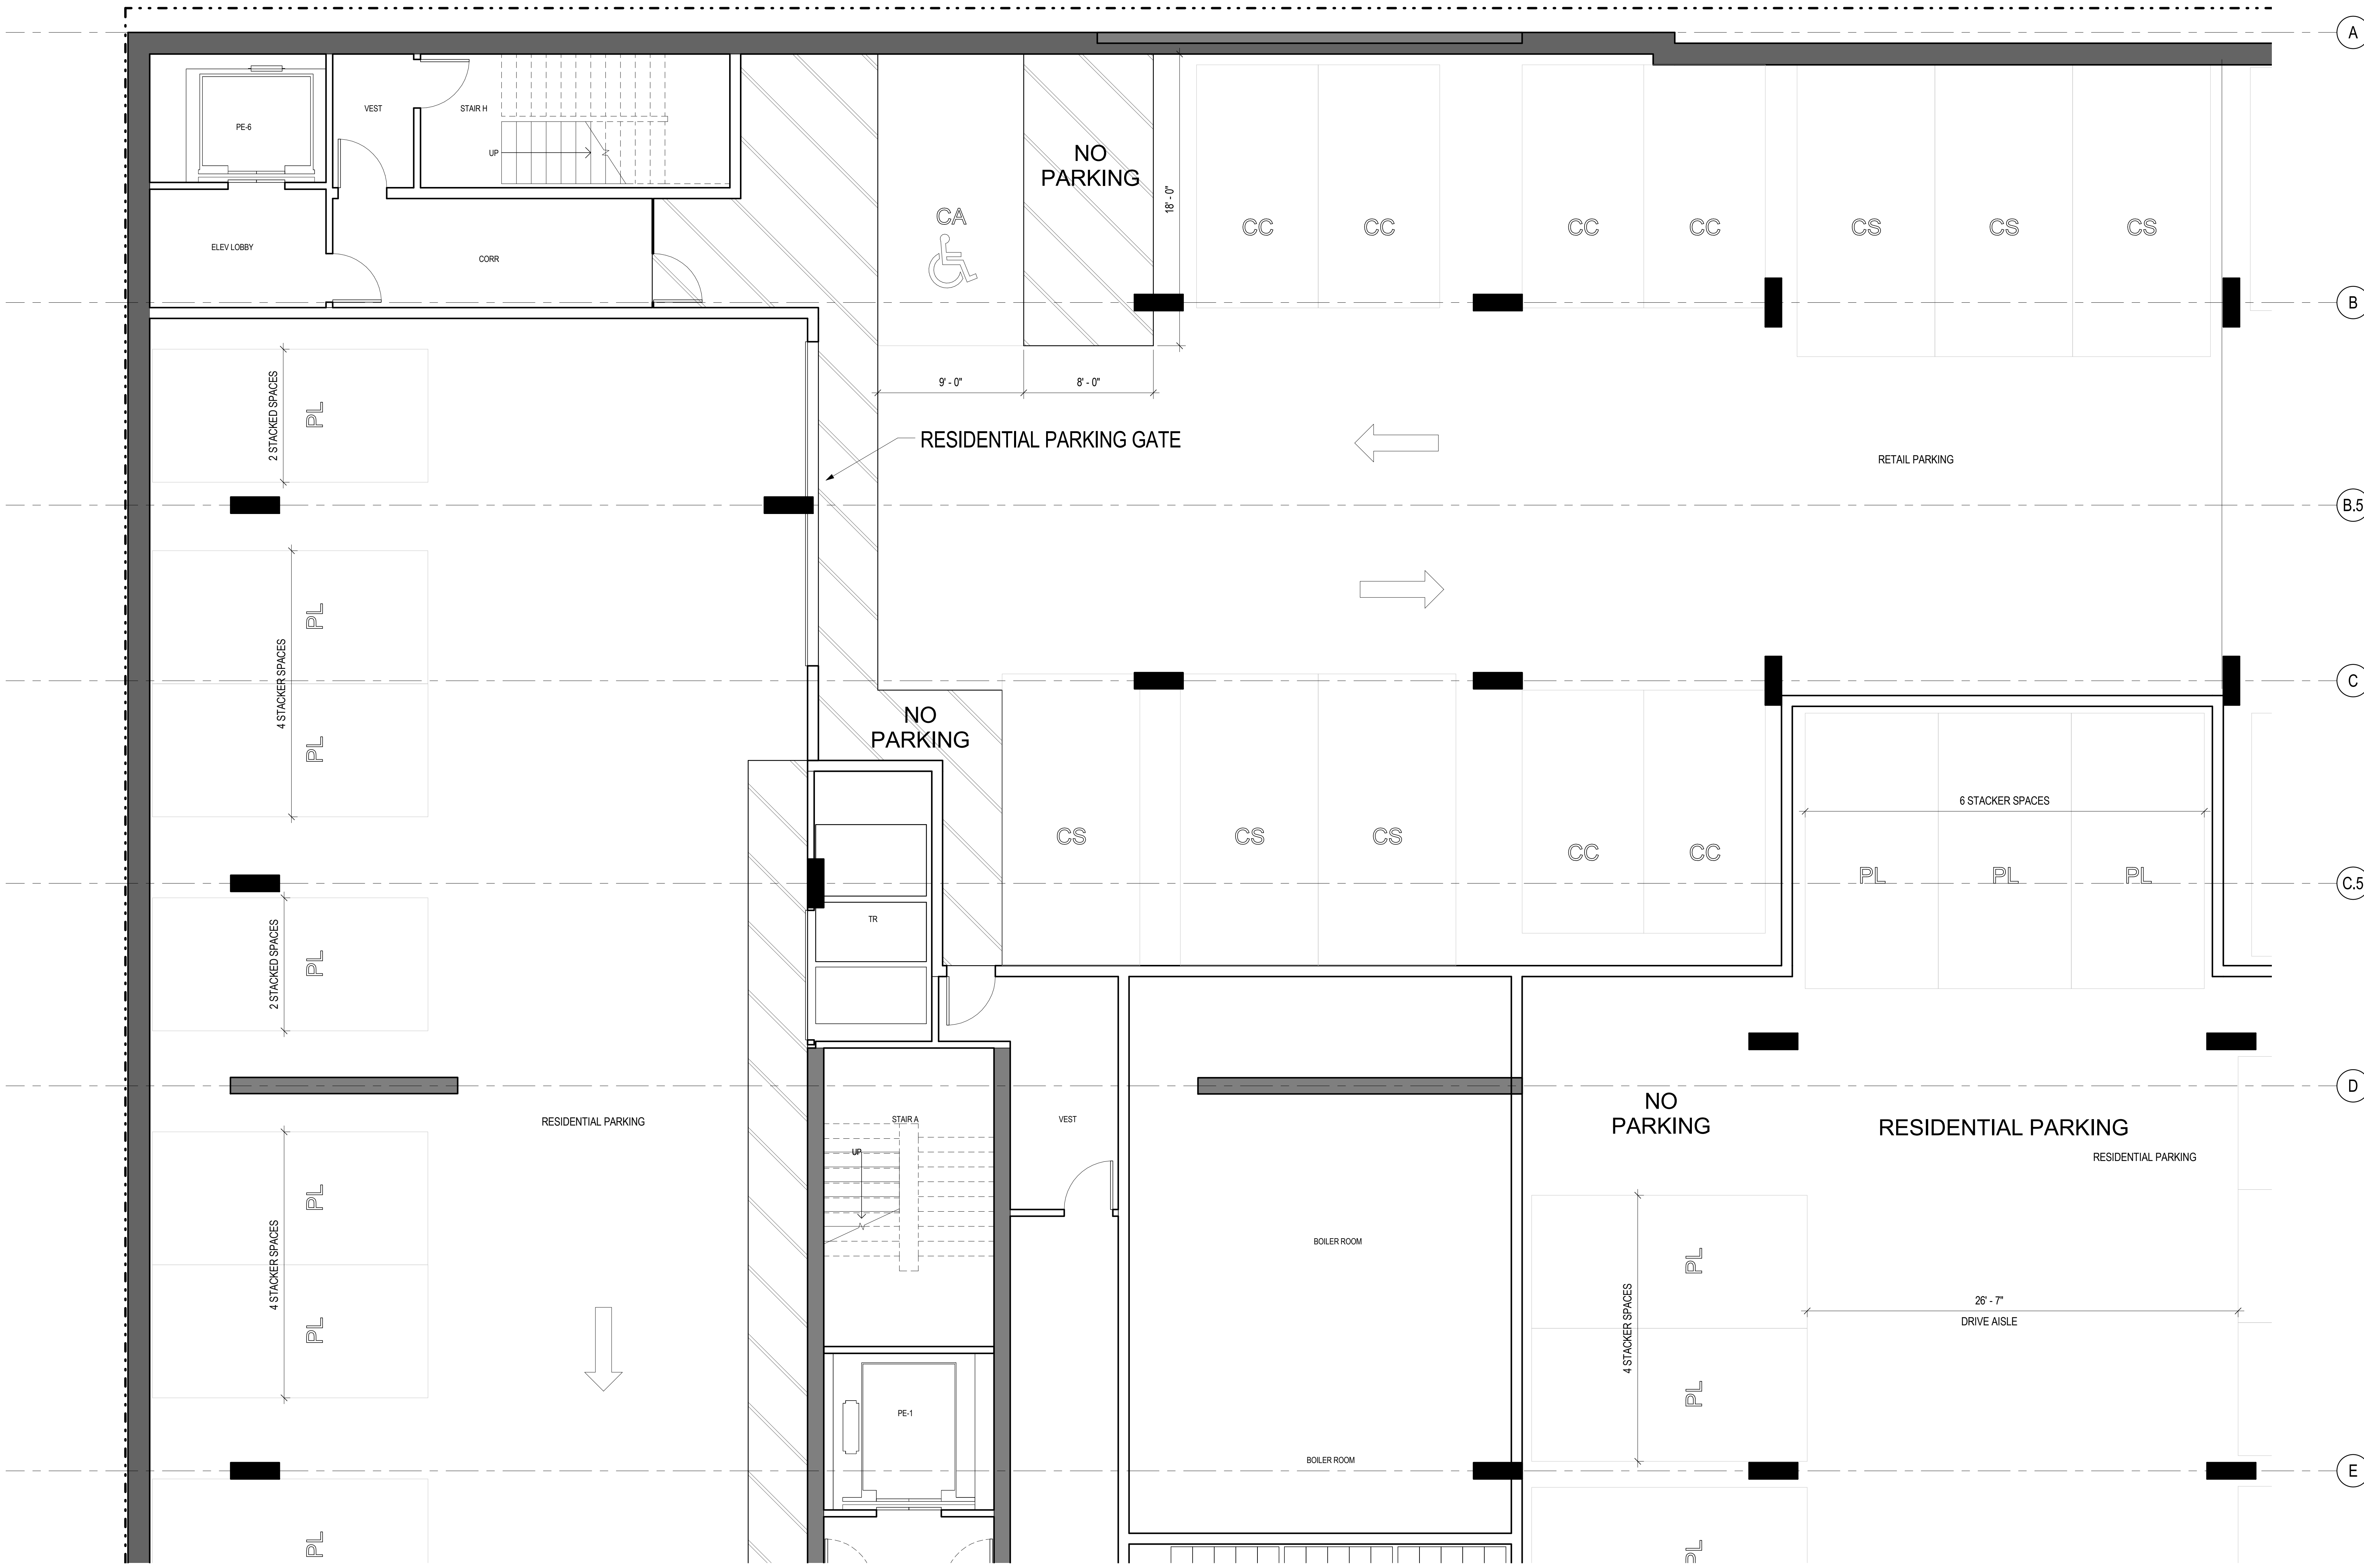 A
PE-6
VEST
STAIR H
UP
NO
PARKING
18' - 0"
CA
CC
CC
CC
CC
CS
CS
CS
ELEV LOBBY
CORR
B
9' - 0"
8' - 0"
2 STACKED SPACES
PL
RESIDENTIAL PARKING GATE
RETAIL PARKING
B.5
4 STACKER SPACES
PL
PL
C
NO
PARKING
6 STACKER SPACES
CS
CS
CS
CC
CC
PL
PL
PL
C.5
TR
2 STACKED SPACES
PL
D
RESIDENTIAL PARKING
STAIR A
UP
VEST
NO
PARKING
RESIDENTIAL PARKING
RESIDENTIAL PARKING
4 STACKER SPACES
PL
PL
BOILER ROOM
4 STACKER SPACES
PL
PL
26' - 7"
DRIVE AISLE
PE-1
BOILER ROOM
E
PL
PL